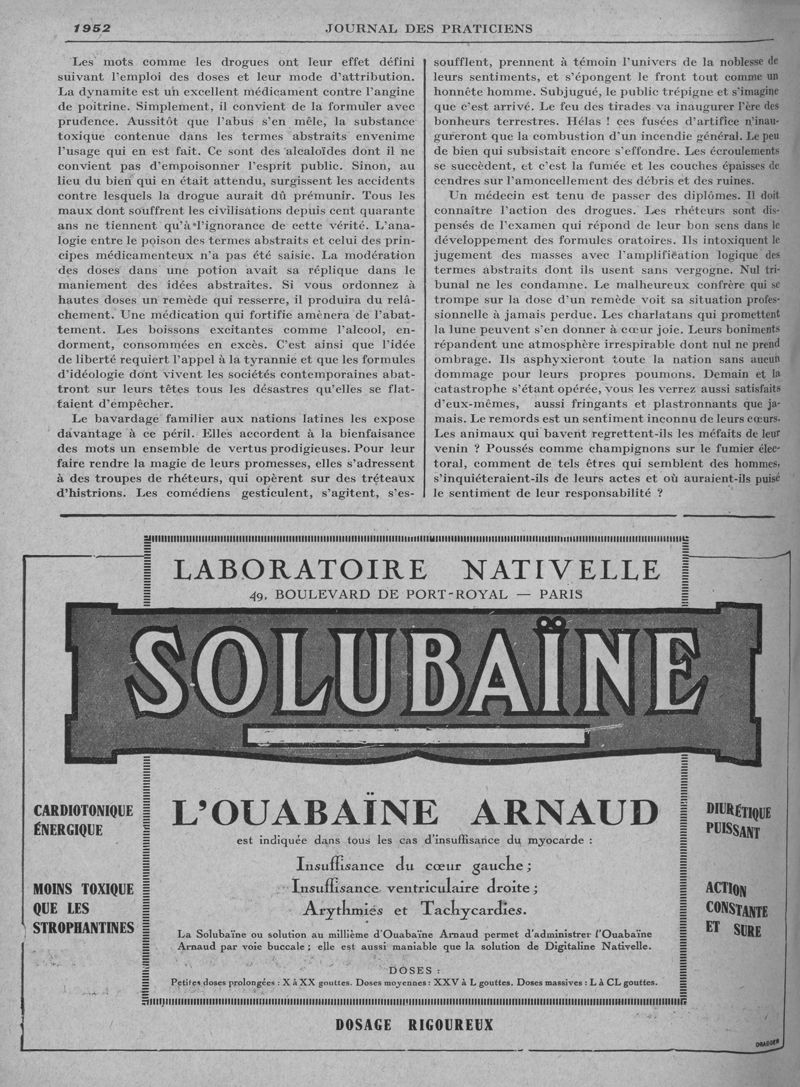 1952
JOURNAL DES PRATICIENS
Les mots comme les drogues ont leur effet défini
suivant l'emploi des doses et leur mode d'attribution.
La dynamite est un excellent médicament contre l'angine
de poitrine. Simplement, il convient de la formuler avec
prudence. Aussitôt que l'abus s'en mêle, la substance
toxique contenue dans les termes abstraits envenime
l'usage qui en est fait. Ce sont des alcaloïdes dont il ne
convient pas d'empoisonner l'esprit public. Sinon, au
lieu du bien qui en était attendu, surgissent les accidents
contre lesquels la drogue aurait dû prémunir. Tous les
maux dont souffrent les civilisations depuis cent quarante
ans ne tiennent qu'à l'ignorance de cette vérité. L'ana-
logie entre le poison des termes abstraits et celui des prin-
cipes médicamenteux n'a pas été saisie. La modération
des doses dans une potion avait sa réplique dans le
maniement des idées abstraites. Si vous ordonnez à
hautes doses un remède qui resserre, il produira du relâ-
chement. Une médication qui fortifie amènera de l'abat-
tement. Les boissons excitantes comme l'alcool, en-
dorment, consommées en excès. C'est ainsi que l'idée
de liberté requiert l'appel à la tyrannie et que les formules
d'idéologie dont vivent les sociétés contemporaines abat-
tront sur leurs têtes tous les désastres qu'elles se flat-
taient d'empêcher.
Le bavardage familier aux nations latines les expose
davantage à ce péril. Elles accordent à la bienfaisance
des mots un ensemble de vertus prodigieuses. Pour leur
faire rendre la magie de leurs promesses, elles s'adressent
à des troupes de rhéteurs, qui opèrent sur des tréteaux
d'histrions. Les comédiens gesticulent, s'agitent, s'es-
soufflent, prennent à témoin l'univers de la noblesse de
leurs sentiments, et s'épongent le front tout comme un
honnête homme. Subjugué, le public trépigne et s'imagine
que c'est arrivé. Le feu des tirades va inaugurer l'ère des
bonheurs terrestres. Hélas ! ces fusées d'artifice n'inau-
gureront que la combustion d'un incendie général. Le peu
de bien qui subsistait encore s'effondre. Les écroulements
se succèdent, et c'est la fumée et les couches épaisses de
cendres sur l'amoncellement des débris et des ruines.
Un médecin est tenu de passer des diplômes. Il doit
connaître l'action des drogues. Les rhéteurs sont dis-
pensés de l'examen qui répond de leur bon sens dans le
développement des formules oratoires. Ils intoxiquent le
jugement des masses avec l'amplification logique des
termes abstraits dont ils usent sans vergogne. Nul tri-
bunal ne les condamne. Le malheureux confrère qui se
trompe sur la dose d'un remède voit sa situation profes-
sionnelle à jamais perdue. Les charlatans qui promettent
la lune peuvent s'en donner à cœur joie. Leurs boniments
répandent une atmosphère irrespirable dont nul ne prend
ombrage. Ils asphyxieront toute la nation sans aucun
dommage pour leurs propres poumons. Demain et la
catastrophe s'étant opérée, vous les verrez aussi satisfaits
d'eux-mêmes, aussi fringants et plastronnants que ja-
mais. Le remords est un sentiment inconnu de leurs cœurs.
Les animaux qui bavent regrettent-ils les méfaits de leur
venin ? Poussés comme champignons sur le fumier élec-
toral, comment de tels êtres qui semblent des hommes,
s'inquiéteraient-ils de leurs actes et où auraient-ils puisé
le sentiment de leur responsabilité ?
LABORATOIRE NATIVELLE
49, BOULEVARD DE PORT-ROYAL — PARIS
SOLUBAÏNE
CARDIOTONIQUE
ÉNERGIQUE
MOINS TOXIQUE
QUE LES
STROPHANTINES
L'OUABAÏNE ARNAUD
est indiquée dans tous les cas d'insuffisance du myocarde :
Insuffisance du cœur gauche ;
Insuffisance ventriculaire droite ;
Arythmies et Tachycardies.
La Solubaïne ou solution au millième d'Ouabaïne Arnaud permet d'administrer l'Ouabaïne
Arnaud par voie buccale ; elle est aussi maniable que la solution de Digitaline Nativelle.
DOSES :
Petites doses prolongées : X à XX gouttes. Doses moyennes : XXV à L gouttes. Doses massives : L à CL gouttes.
DIURÉTIQUE
PUISSANT
ACTION
CONSTANTE
ET SURE
DOSAGE RIGOUREUX
DRAEGER